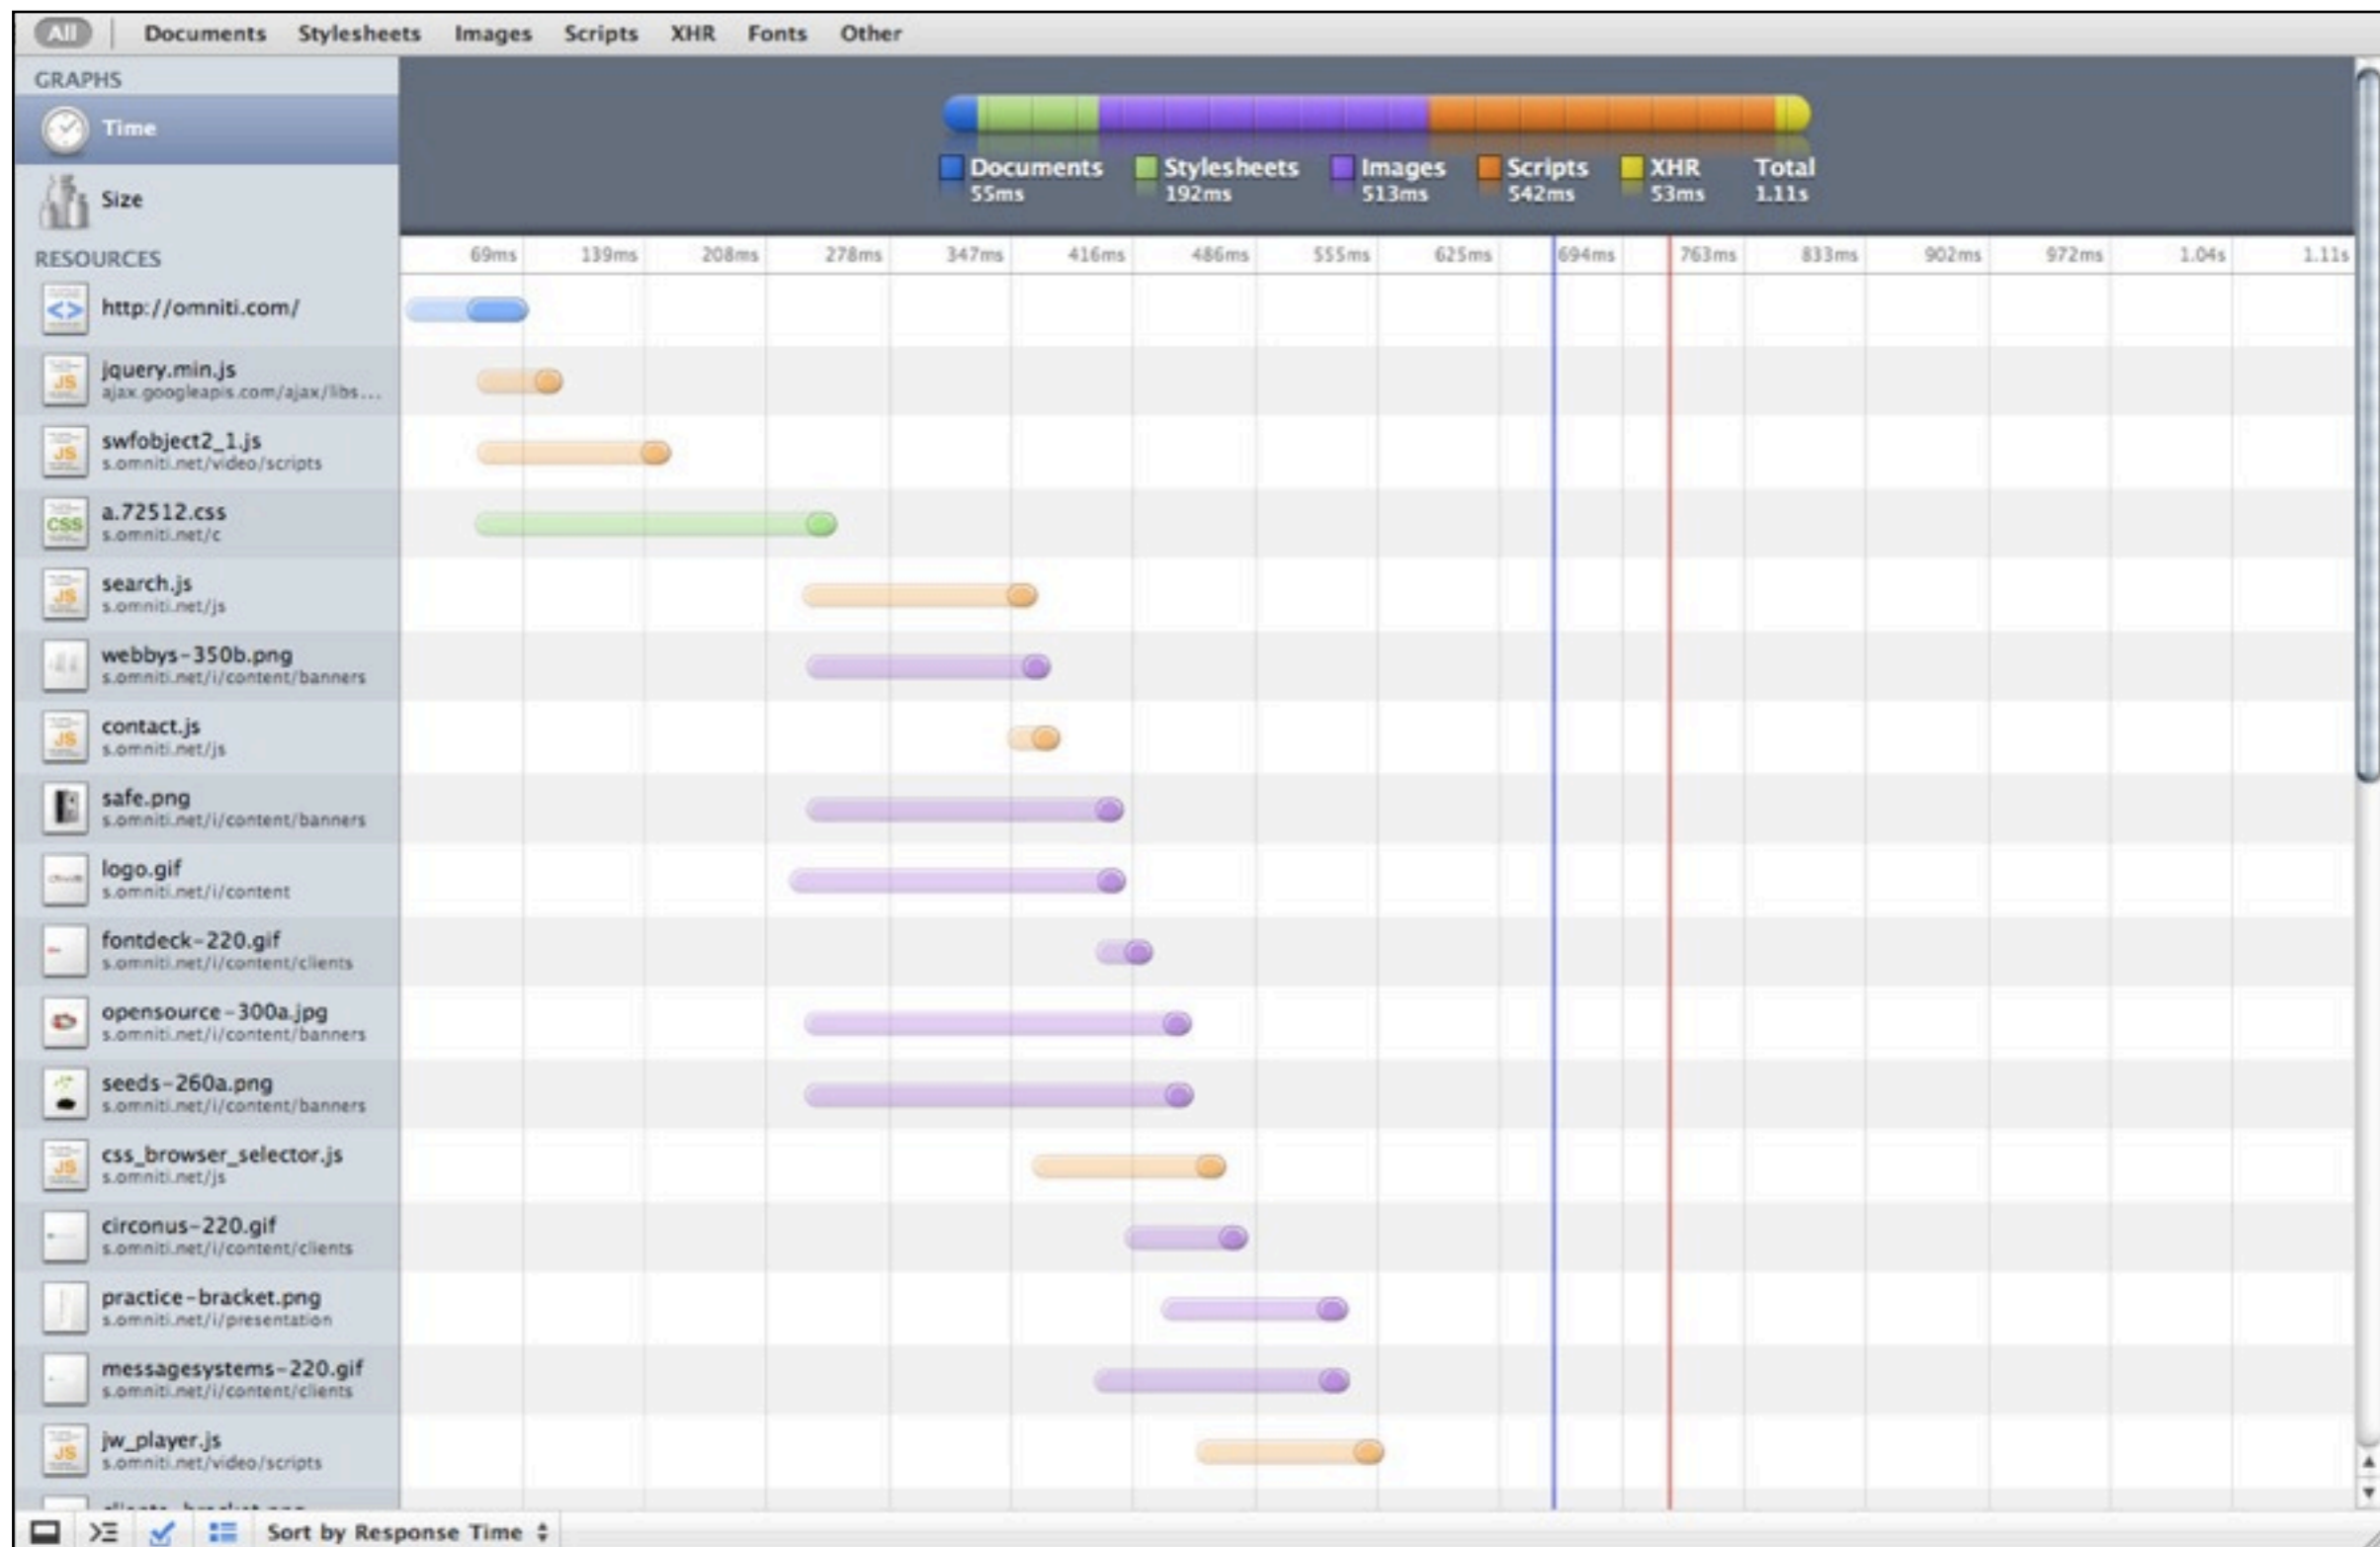 All Documents Stylesheets Images Scripts XHR Fonts Other
GRAPHS
Time
Size
Documents Stylesheets Images Scripts XHR Total
55ms 192ms 513ms 542ms 53ms 1.11s
RESOURCES
69ms 139ms 208ms 278ms 347ms 416ms 486ms 555ms 625ms 694ms 763ms 833ms 902ms 972ms 1.04s 1.11s
<> http://omniti.com/
JS jquery.min.js
ajax.googleapis.com/ajax/libs...
JS swfobject2_1.js
s.omniti.net/video/scripts
CSS a.72512.css
s.omniti.net/c
JS search.js
s.omniti.net/js
webbys-350b.png
s.omniti.net/i/content/banners
JS contact.js
s.omniti.net/js
safe.png
s.omniti.net/i/content/banners
logo.gif
s.omniti.net/i/content
fontdeck-220.gif
s.omniti.net/i/content/clients
opensource-300a.jpg
s.omniti.net/i/content/banners
seeds-260a.png
s.omniti.net/i/content/banners
JS css_browser_selector.js
s.omniti.net/js
circonus-220.gif
s.omniti.net/i/content/clients
practice-bracket.png
s.omniti.net/i/presentation
messagesystems-220.gif
s.omniti.net/i/content/clients
JS jw_player.js
s.omniti.net/video/scripts
Sort by Response Time